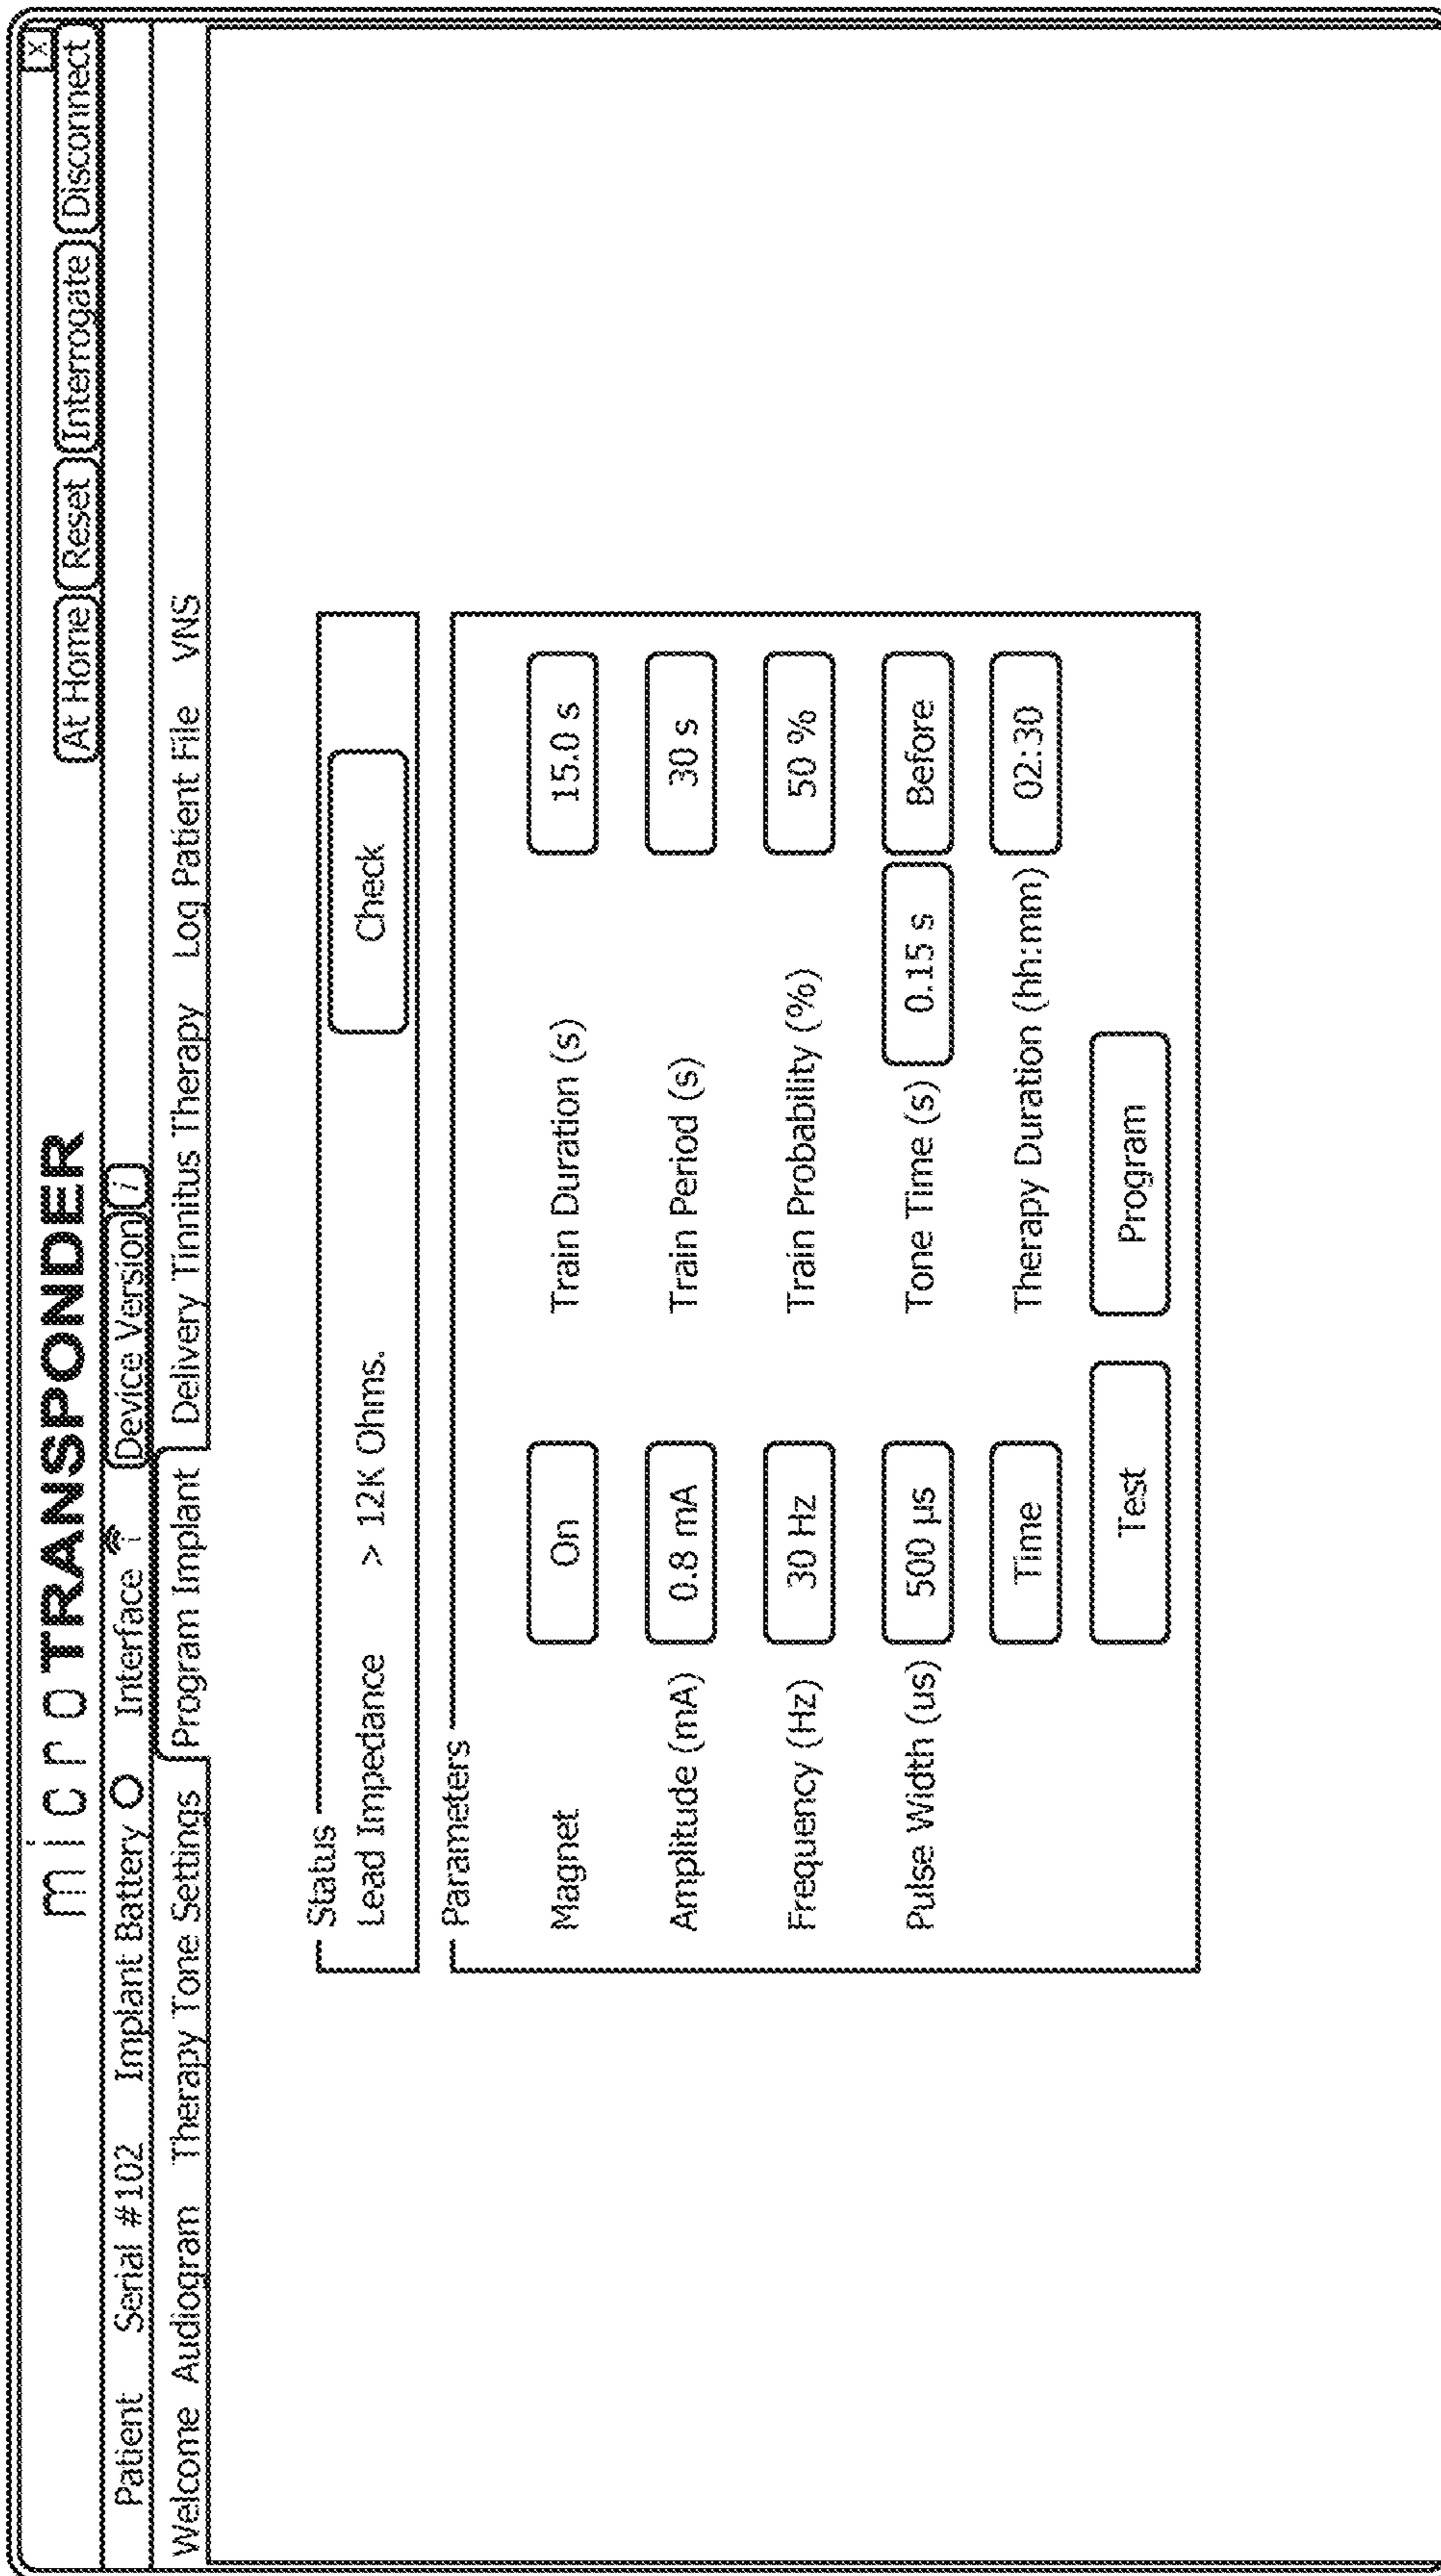 microTRANSPONDER
X
At Home Reset Interrogate Disconnect
Patient Serial #102 Implant Battery Interface Device Version i
Welcome Audiogram Therapy Tone Settings Program Implant Delivery Tinnitus Therapy Log Patient File VNS
Status
Lead Impedance > 12K Ohms. Check
Parameters
Magnet On Train Duration (s) 15.0 s
Amplitude (mA) 0.8 mA Train Period (s) 30 s
Frequency (Hz) 30 Hz Train Probability (%) 50 %
Pulse Width (us) 500 µs Tone Time (s) 0.15 s Before
Time Therapy Duration (hh:mm) 02:30
Test Program